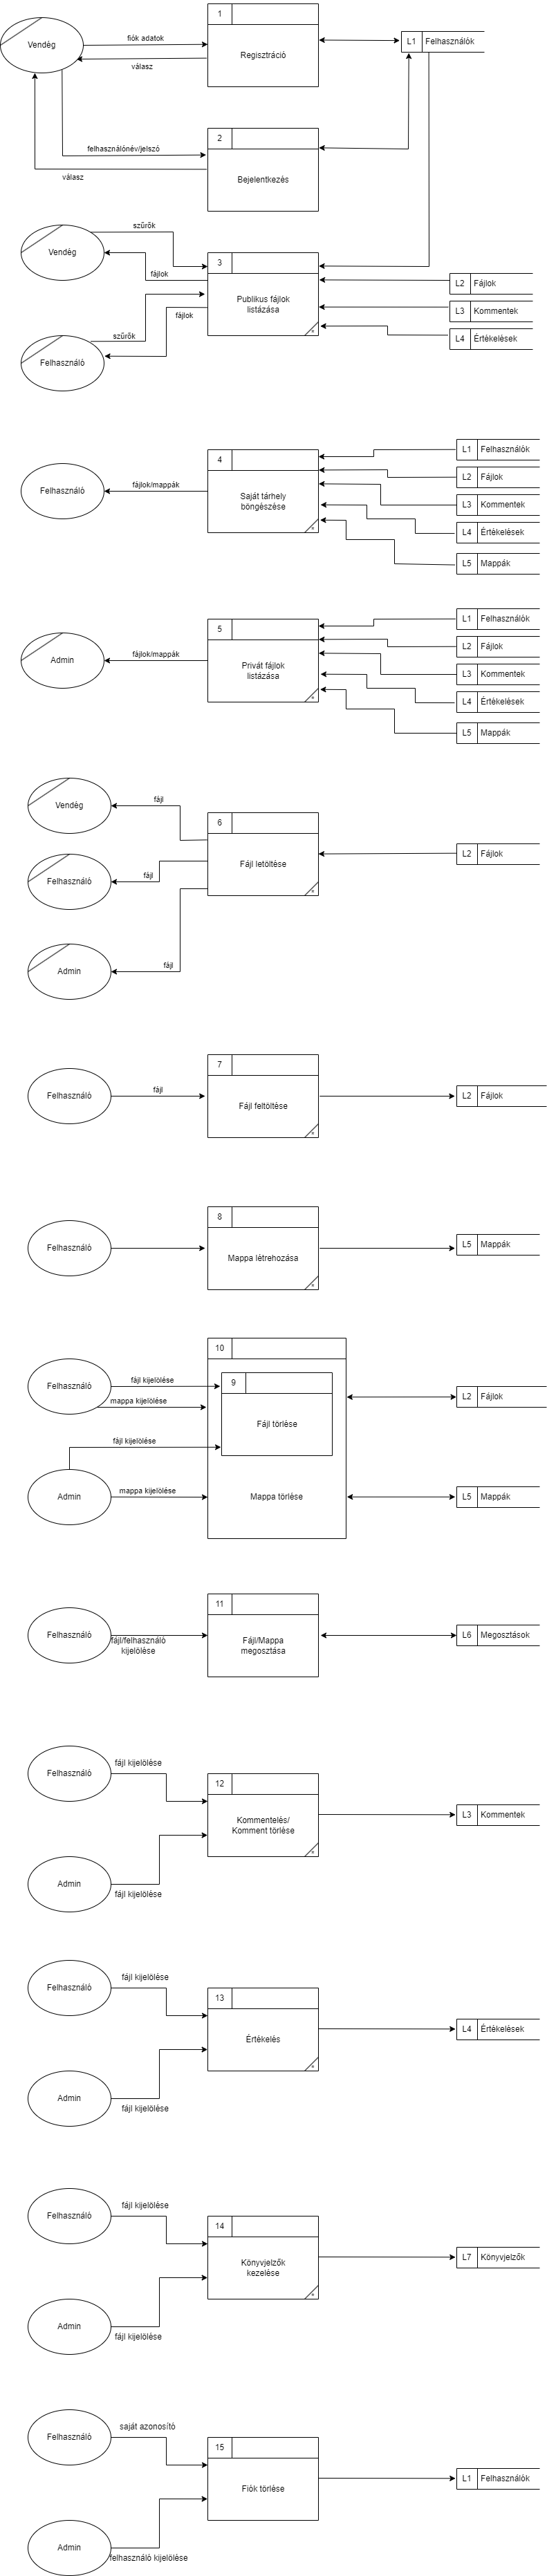 1
Vendég
fiók adatok
válasz
Regisztráció
L1
Felhasználók
2
felhasználónév/jelszó
válasz
Bejelentkezés
Vendég
szűrők
fájlok
3
Publikus fájlok
listázása
*
L2
Fájlok
L3
Kommentek
L4
Értékelések
Felhasználó
szűrők
fájlok
4
Felhasználó
fájlok/mappák
Saját tárhely
böngészése
*
L1
Felhasználók
L2
Fájlok
L3
Kommentek
L4
Értékelések
L5
Mappák
5
Admin
fájlok/mappák
Privát fájlok
listázása
*
L1
Felhasználók
L2
Fájlok
L3
Kommentek
L4
Értékelések
L5
Mappák
Vendég
fájl
6
Fájl letöltése
*
L2
Fájlok
Felhasználó
fájl
Admin
fájl
7
Felhasználó
fájl
Fájl feltöltése
*
L2
Fájlok
8
Felhasználó
Mappa létrehozása
*
L5
Mappák
10
Felhasználó
fájl kijelölése
mappa kijelölése
9
Fájl törlése
L2
Fájlok
fájl kijelölése
Admin
mappa kijelölése
Mappa törlése
L5
Mappák
11
Felhasználó
fájl/felhasználó
kijelölése
Fájl/Mappa
megosztása
L6
Megosztások
Felhasználó
fájl kijelölése
12
Kommentelés/
Komment törlése
*
L3
Kommentek
Admin
fájl kijelölése
Felhasználó
fájl kijelölése
13
Értékelés
*
L4
Értékelések
Admin
fájl kijelölése
Felhasználó
fájl kijelölése
14
Könyvjelzők
kezelése
*
L7
Könyvjelzők
Admin
fájl kijelölése
Felhasználó
saját azonosító
15
Fiók törlése
L1
Felhasználók
Admin
felhasználó kijelölése